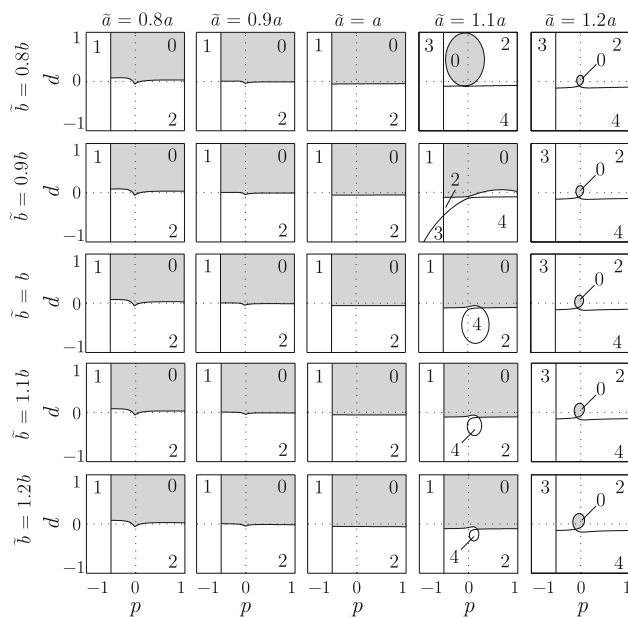 ã = 0.8a ã = 0.9a ã = a ã = 1.1a ã = 1.2a
b̃ = 0.8b d 1 0 −1 1 0 2 1 0 2 1 0 2 3 2 0 4 3 2 0 4
b̃ = 0.9b d 1 0 −1 1 0 2 1 0 2 1 0 2 1 0 2 3 4 3 2 0 4
b̃ = b d 1 0 −1 1 0 2 1 0 2 1 0 2 1 0 4 2 3 2 0 4
b̃ = 1.1b d 1 0 −1 1 0 2 1 0 2 1 0 2 1 0 4 2 3 2 0 4
b̃ = 1.2b d 1 0 −1 1 0 2 1 0 2 1 0 2 1 0 4 2 3 2 0 4
−1 0 1 −1 0 1 −1 0 1 −1 0 1 −1 0 1
p p p p p